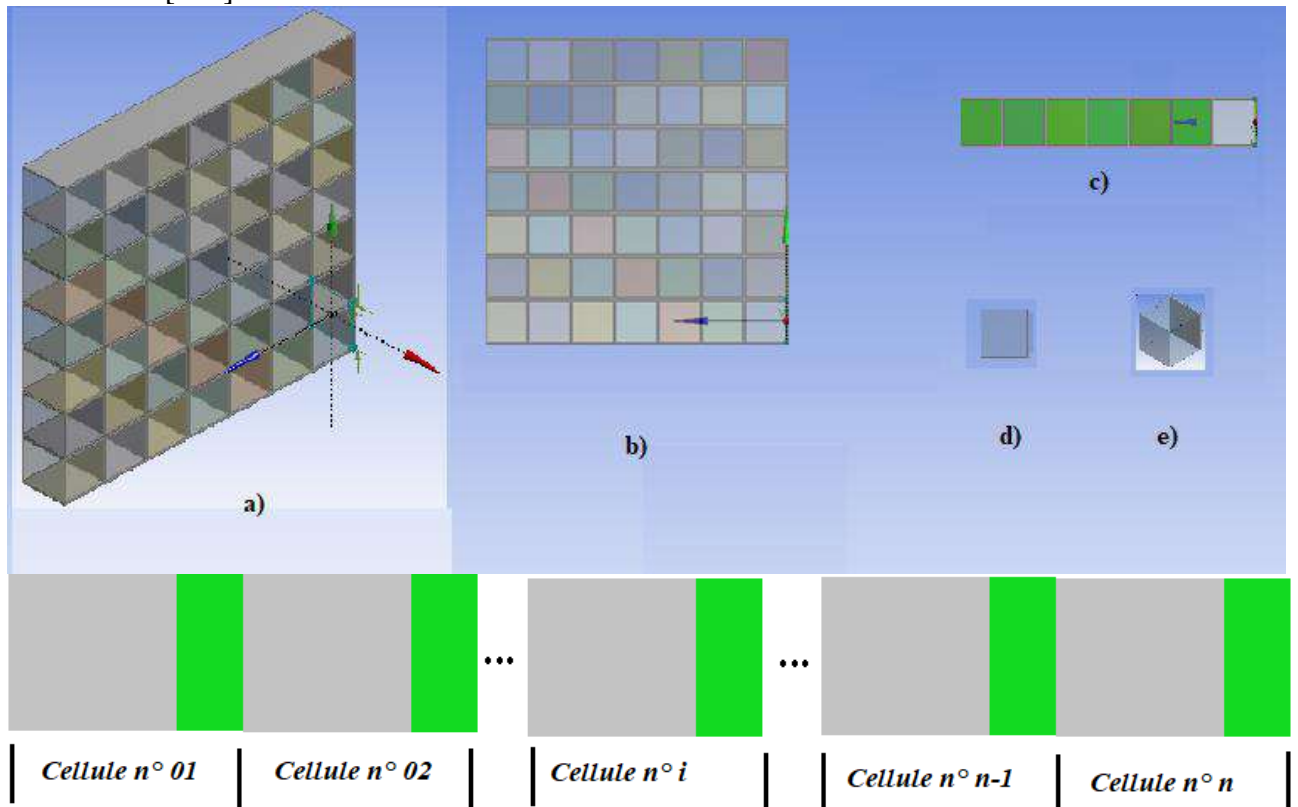 c)
b)
d)
e)
a)
...
...
Cellule n° 01
Cellule n° 02
Cellule n° i
Cellule n° n-1
Cellule n° n